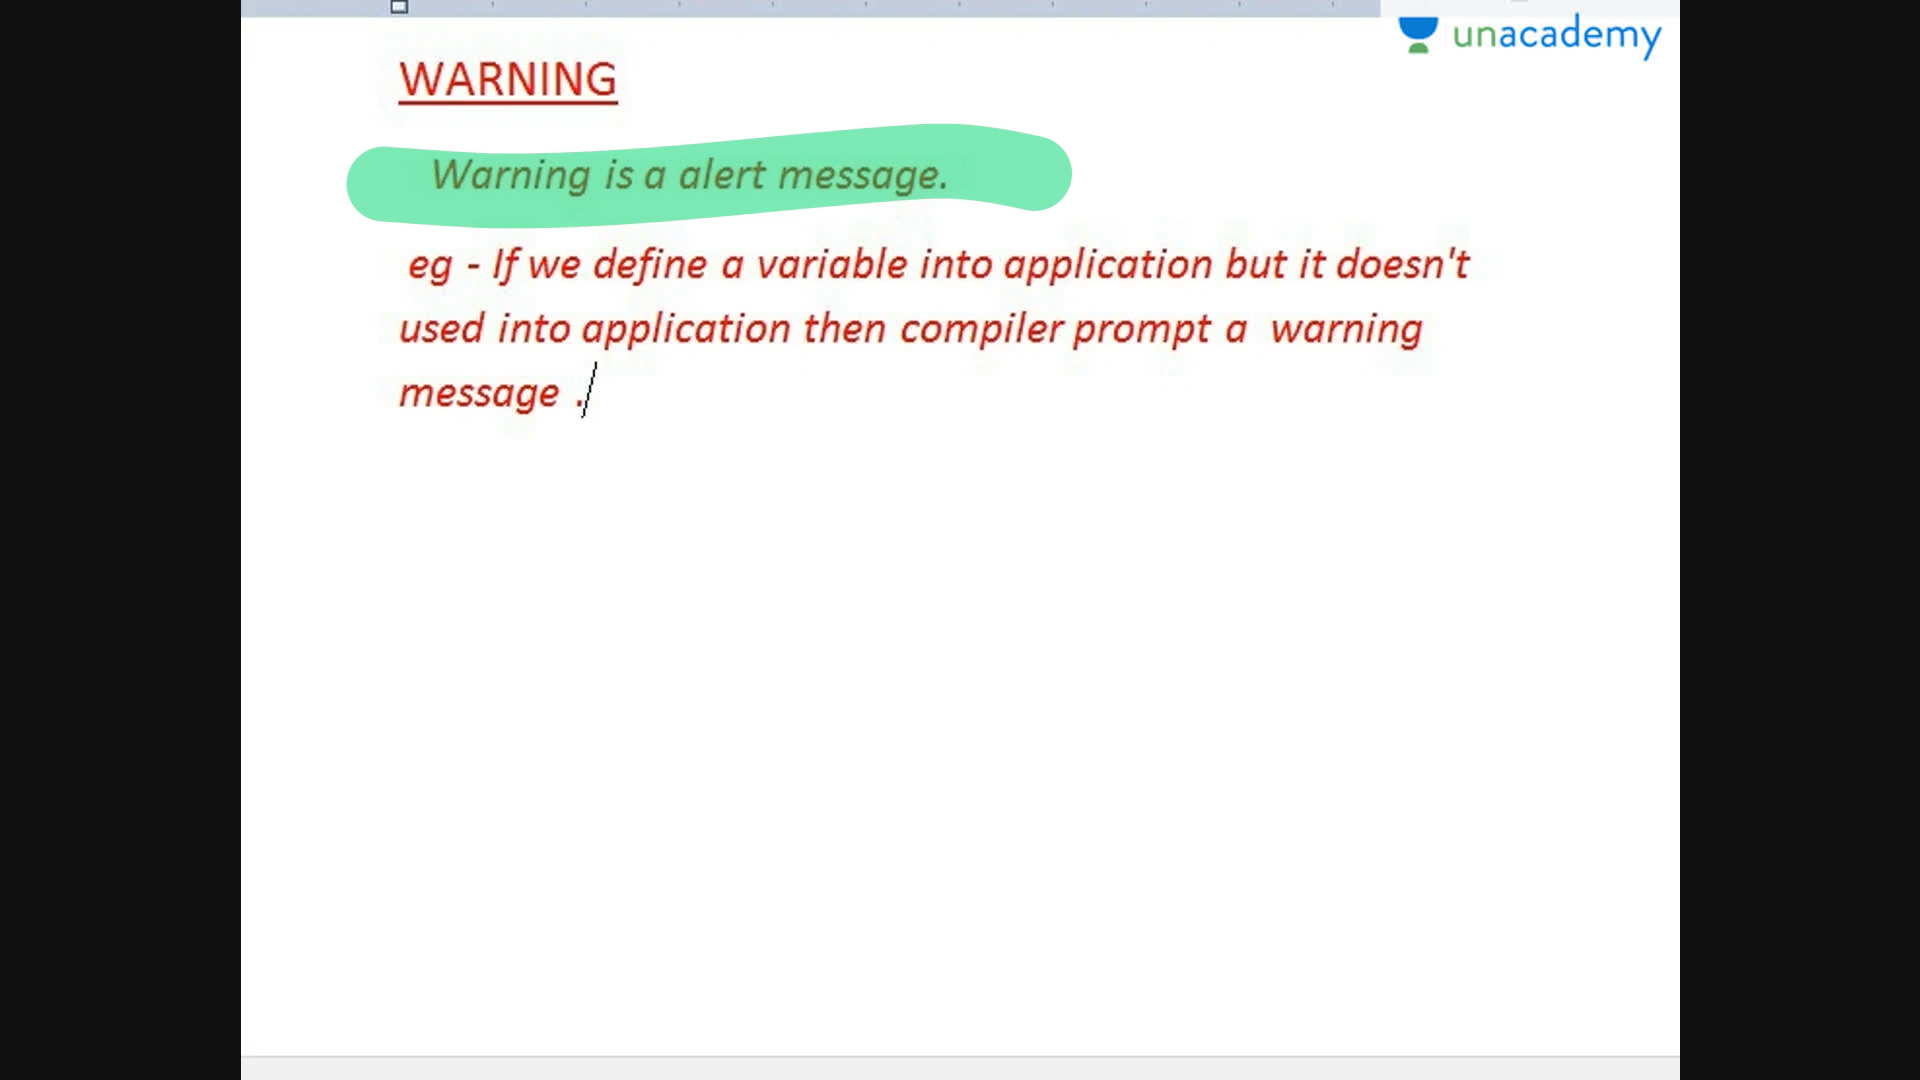 unacademy
WARNING
Warning is a alert message.
eg - If we define a variable into application but it doesn't
used into application then compiler prompt a warning
message .